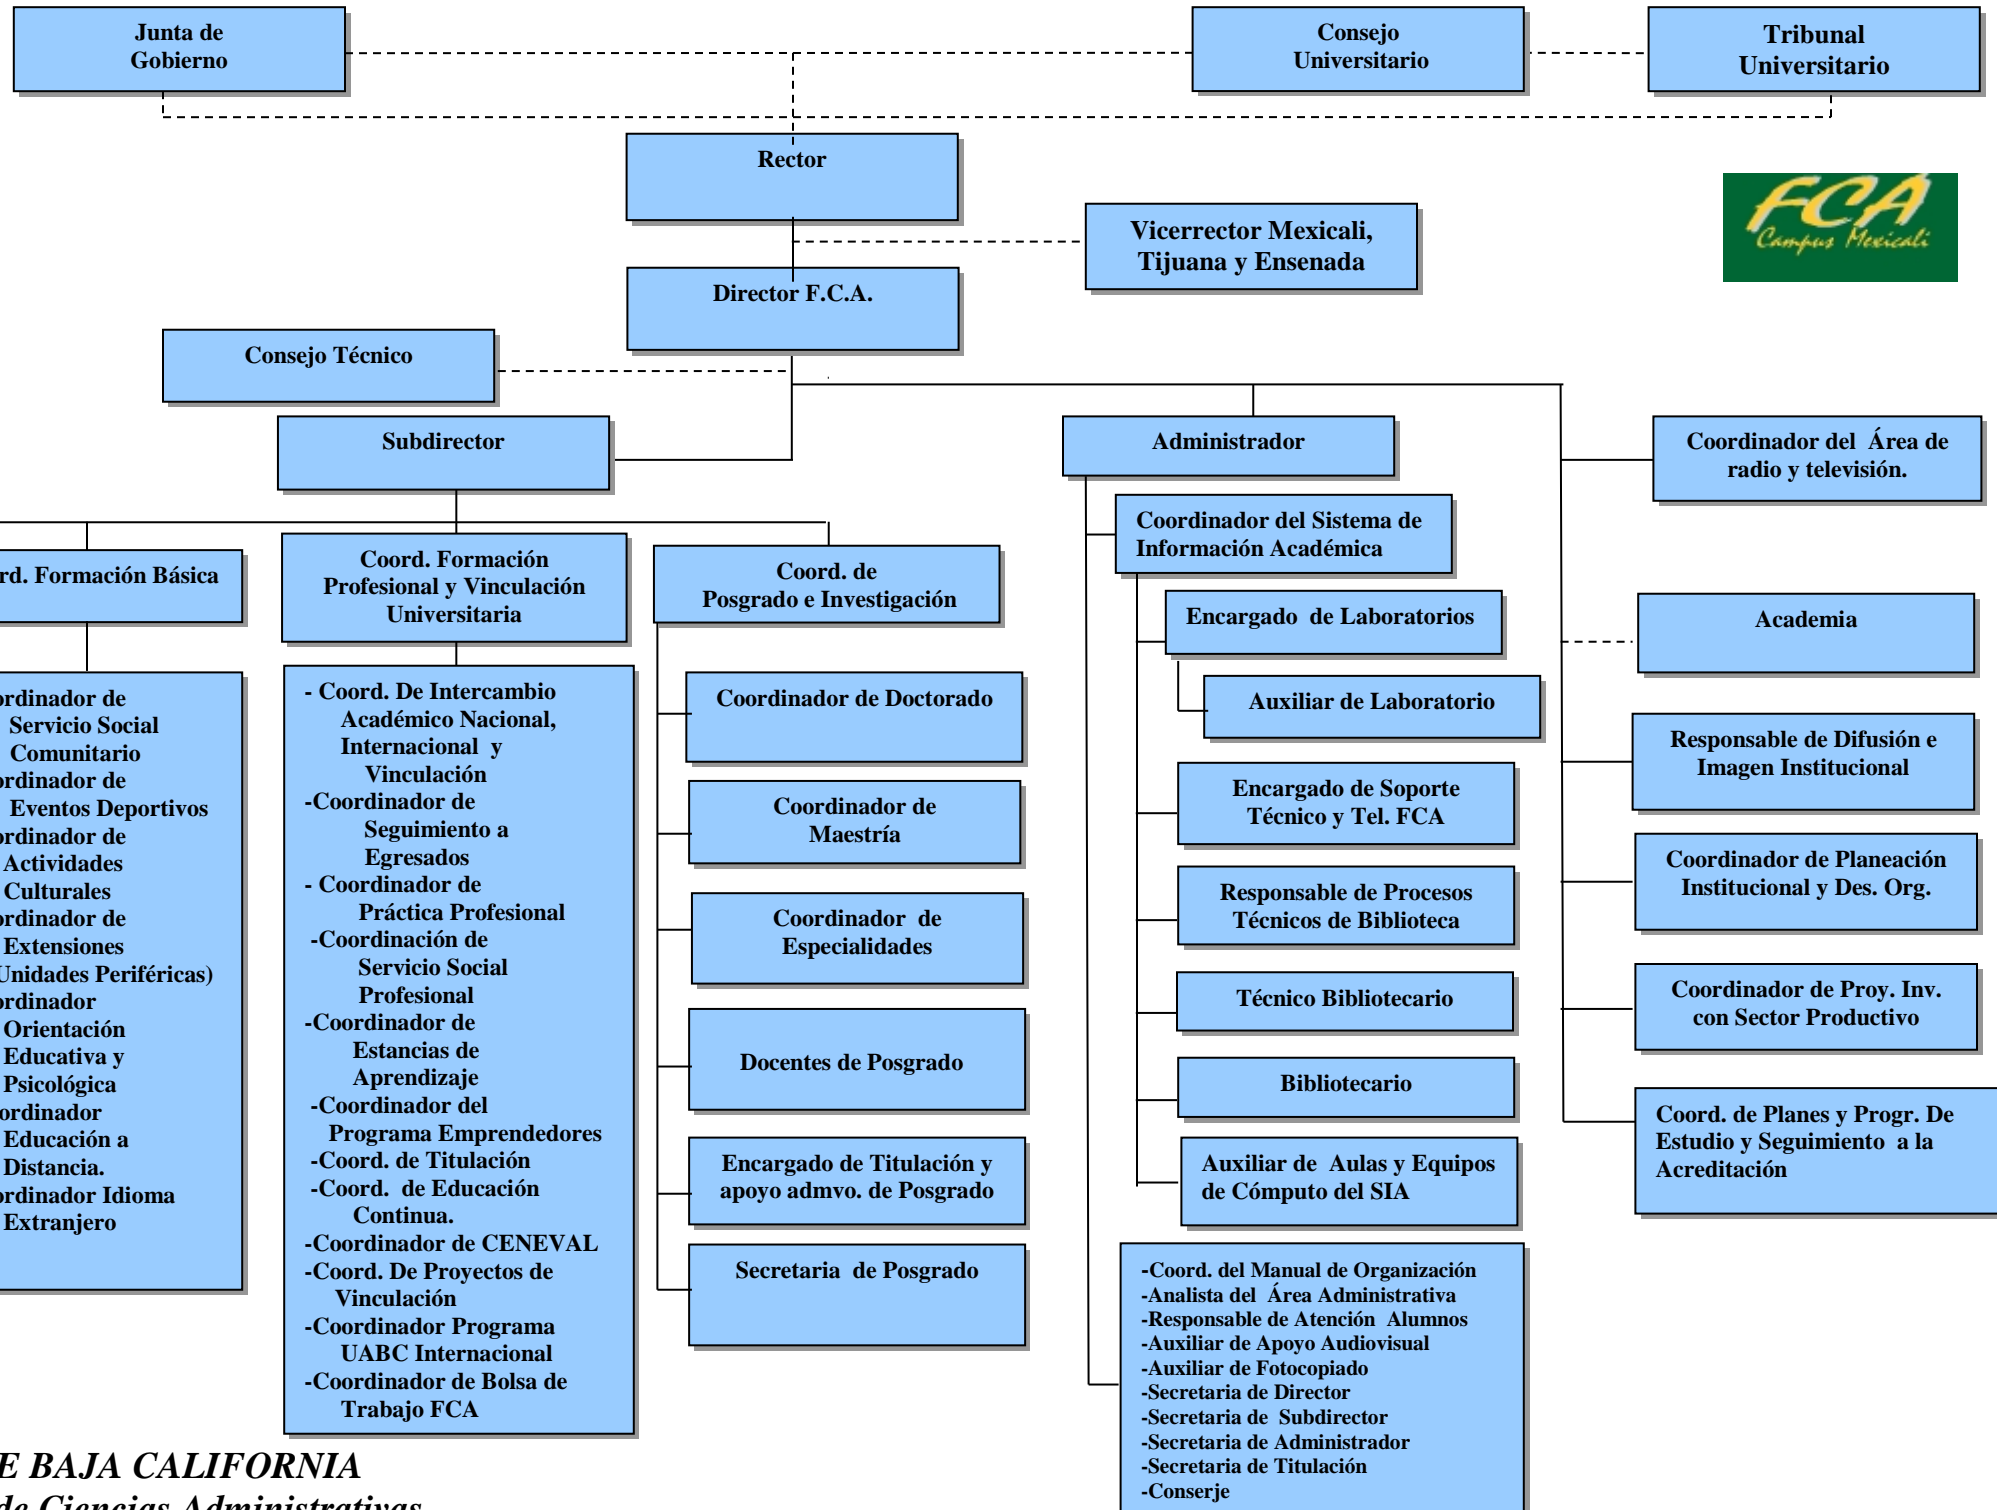 Junta de
Gobierno
Consejo
Universitario
Tribunal
Universitario
Rector
FCA
Campus Mexicali
Vicerrector Mexicali,
Tijuana y Ensenada
Director F.C.A.
Consejo Técnico
Subdirector
Administrador
Coordinador del Área de
radio y televisión.
rd. Formación Básica
Coord. Formación
Profesional y Vinculación
Universitaria
Coord. de
Posgrado e Investigación
Coordinador del Sistema de
Información Académica
Encargado de Laboratorios
Auxiliar de Laboratorio
Encargado de Soporte
Técnico y Tel. FCA
Responsable de Procesos
Técnicos de Biblioteca
Técnico Bibliotecario
Bibliotecario
Auxiliar de Aulas y Equipos
de Cómputo del SIA
Academia
Responsable de Difusión e
Imagen Institucional
Coordinador de Planeación
Institucional y Des. Org.
Coordinador de Proy. Inv.
con Sector Productivo
Coord. de Planes y Progr. De
Estudio y Seguimiento a la
Acreditación
ordinador de
Servicio Social
Comunitario
ordinador de
Eventos Deportivos
ordinador de
Actividades
Culturales
ordinador de
Extensiones
Unidades Periféricas)
ordinador
Orientación
Educativa y
Psicológica
ordinador
Educación a
Distancia.
ordinador Idioma
Extranjero
- Coord. De Intercambio
Académico Nacional,
Internacional y
Vinculación
-Coordinador de
Seguimiento a
Egresados
- Coordinador de
Práctica Profesional
-Coordinación de
Servicio Social
Profesional
-Coordinador de
Estancias de
Aprendizaje
-Coordinador del
Programa Emprendedores
-Coord. de Titulación
-Coord. de Educación
Continua.
-Coordinador de CENEVAL
-Coord. De Proyectos de
Vinculación
-Coordinador Programa
UABC Internacional
-Coordinador de Bolsa de
Trabajo FCA
Coordinador de Doctorado
Coordinador de
Maestría
Coordinador de
Especialidades
Docentes de Posgrado
Encargado de Titulación y
apoyo admvo. de Posgrado
Secretaria de Posgrado
-Coord. del Manual de Organización
-Analista del Área Administrativa
-Responsable de Atención Alumnos
-Auxiliar de Apoyo Audiovisual
-Auxiliar de Fotocopiado
-Secretaria de Director
-Secretaria de Subdirector
-Secretaria de Administrador
-Secretaria de Titulación
-Conserje
E BAJA CALIFORNIA
de Ciencias Administrativas